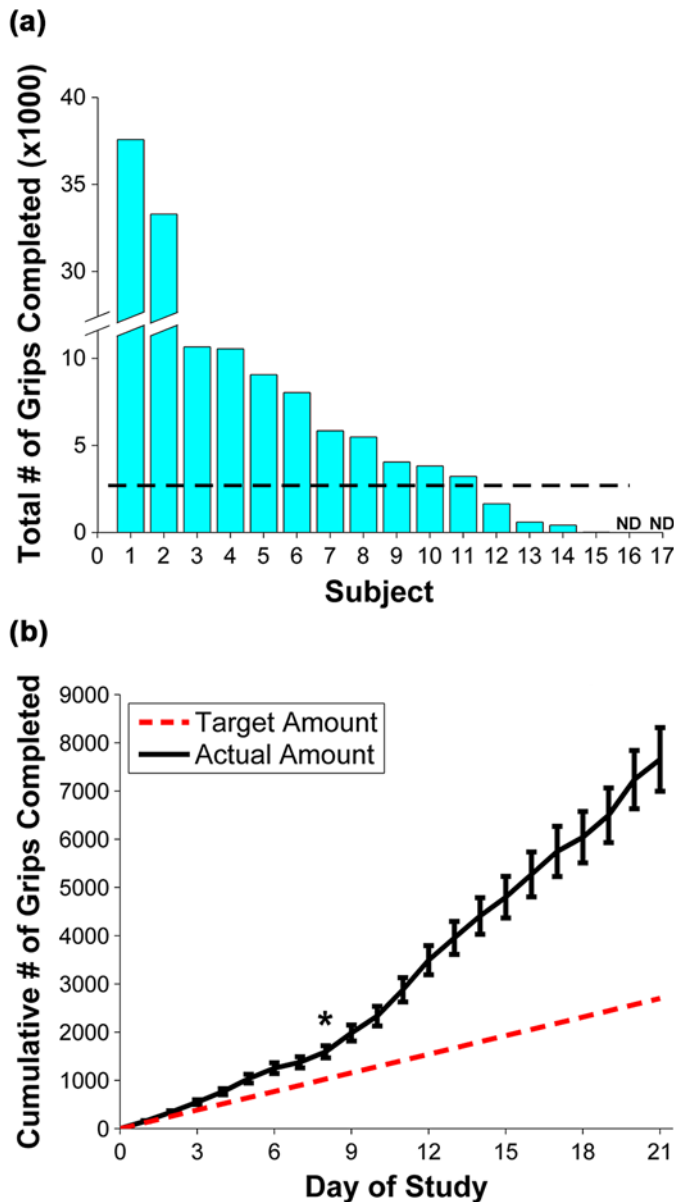 (a)
Total # of Grips Completed (x1000)
40
35
30
10
5
0
ND ND
0 1 2 3 4 5 6 7 8 9 10 11 12 13 14 15 16 17
Subject
(b)
Cumulative # of Grips Completed
9000
8000
7000
6000
5000
4000
3000
2000
1000
0
Target Amount
Actual Amount
*
0 3 6 9 12 15 18 21
Day of Study